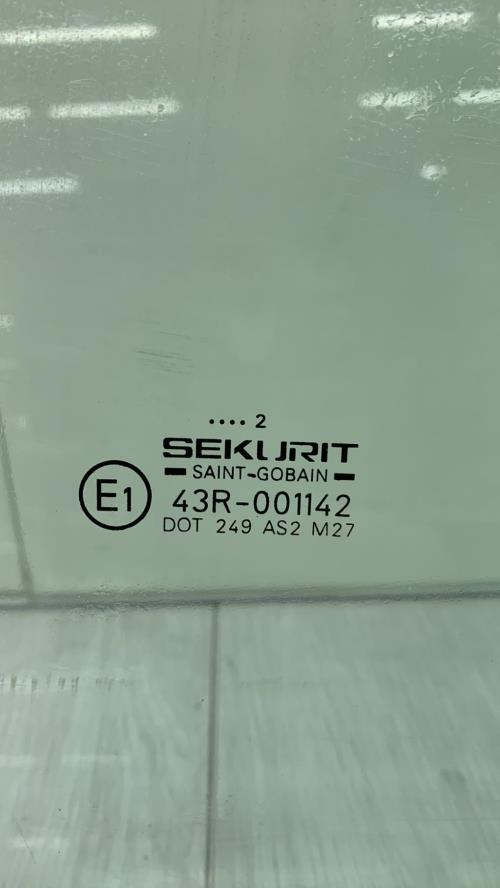 .... 2
SEKURIT
SAINT-GOBAIN
E1
43R-001142
DOT 249 AS2 M27